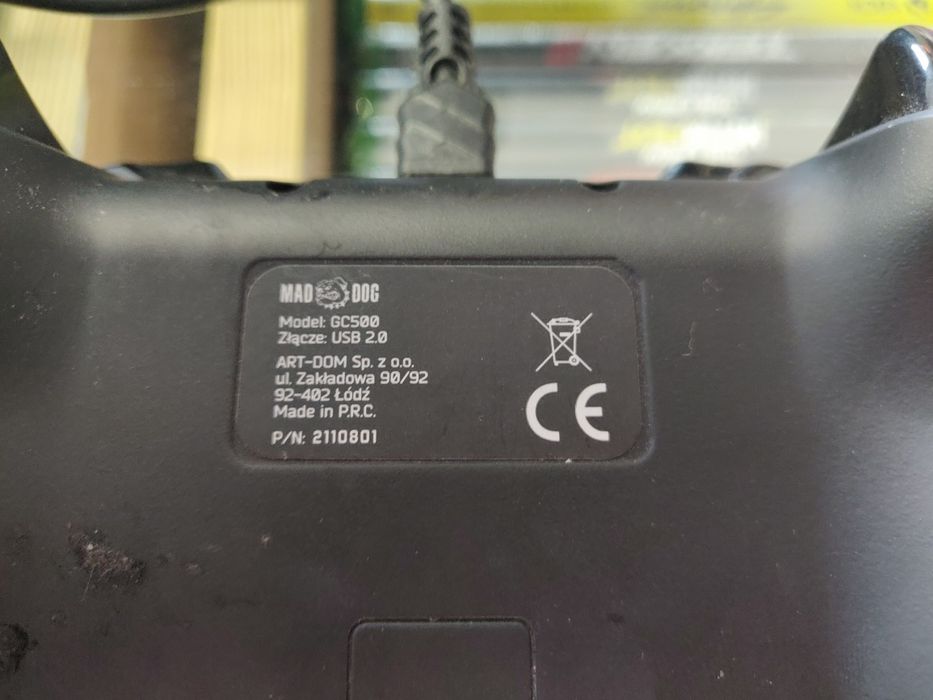 MAD DOG
Model: GC500
Złącze: USB 2.0
ART-DOM Sp. z o.o.
ul. Zakładowa 90/92
92-402 Łódź
Made in P.R.C.
P/N: 2110801
CE